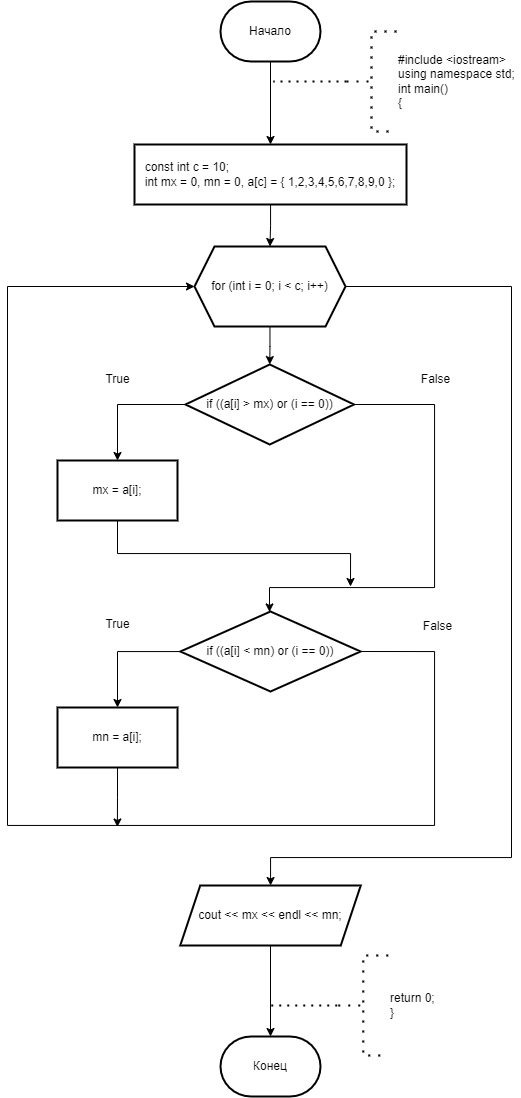 Начало
#include <iostream>
using namespace std;
int main()
{
const int c = 10;
int mx = 0, mn = 0, a[c] = { 1,2,3,4,5,6,7,8,9,0 };
for (int i = 0; i < c; i++)
True
False
if ((a[i] > mx) or (i == 0))
mx = a[i];
True
False
if ((a[i] < mn) or (i == 0))
mn = a[i];
cout << mx << endl << mn;
return 0;
}
Конец